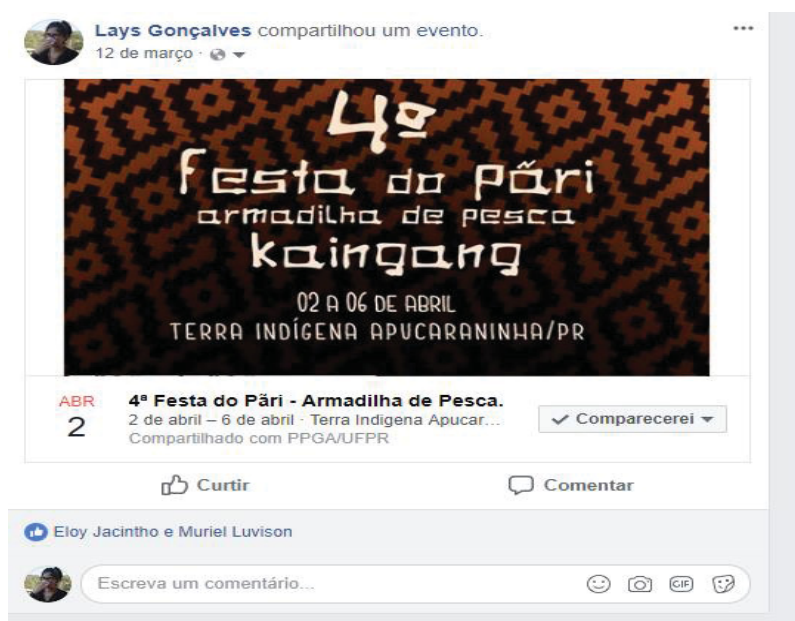 Lays Gonçalves compartilhou um evento.
12 de março
4º
festa do Pãri
armadilha de pesca
kaingang
02 A 06 DE ABRIL
TERRA INDÍGENA APUCARANINHA/PR
ABR
2
4ª Festa do Pãri - Armadilha de Pesca.
2 de abril – 6 de abril · Terra Indigena Apucar...
Compartilhado com PPGA/UFPR
Comparecerei
Curtir
Comentar
Eloy Jacintho e Muriel Luvison
Escreva um comentário...
GIF